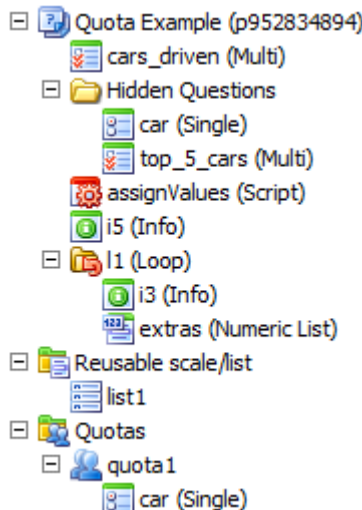 Quota Example (p952834894)
cars_driven (Multi)
Hidden Questions
car (Single)
top_5_cars (Multi)
assignValues (Script)
i5 (Info)
l1 (Loop)
i3 (Info)
extras (Numeric List)
Reusable scale/list
list1
Quotas
quota1
car (Single)